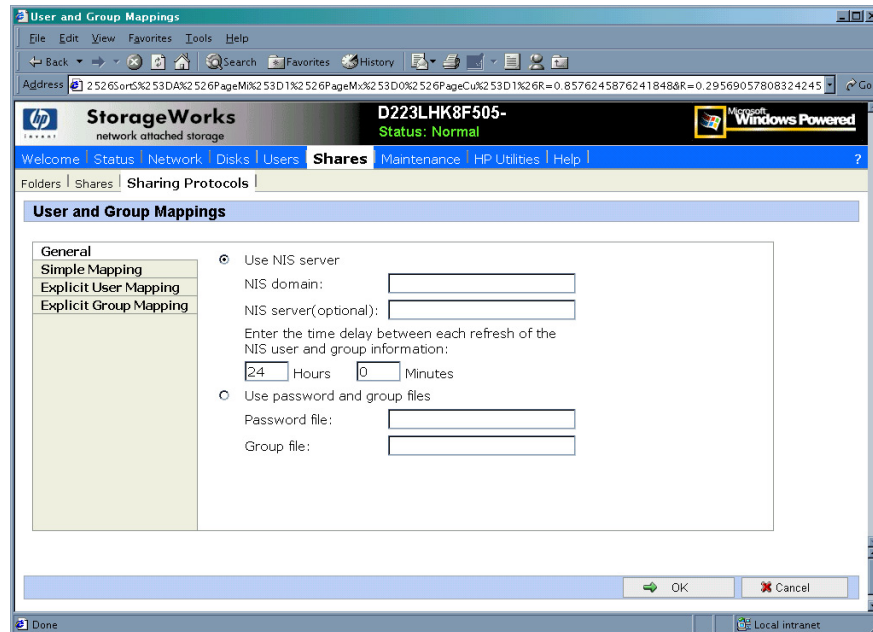 User and Group Mappings
File Edit View Favorites Tools Help
Back Search Favorites History
Address 2526SortS%253DA%2526PageMi%253D1%2526PageMx%253D0%2526PageCu%253D1%26R=0.8576245876241848&R=0.29569057808324245 Go
hp invent StorageWorks network attached storage
D223LHK8F505-
Status: Normal
Microsoft Windows Powered
Welcome Status Network Disks Users Shares Maintenance HP Utilities Help ?
Folders Shares Sharing Protocols
User and Group Mappings
General
Simple Mapping
Explicit User Mapping
Explicit Group Mapping
Use NIS server
NIS domain:
NIS server(optional):
Enter the time delay between each refresh of the
NIS user and group information:
24 Hours 0 Minutes
Use password and group files
Password file:
Group file:
OK Cancel
Done Local intranet